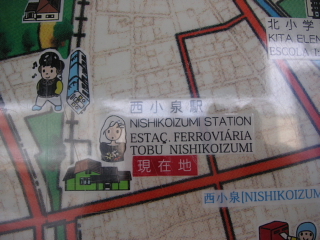 北小学
KITA ELEM
ESCOLA
西小泉駅
NISHIKOIZUMI STATION
ESTAÇ. FERROVIÁRIA
TOBU NISHIKOIZUMI
現在地
西小泉|NISHIKOIZUM